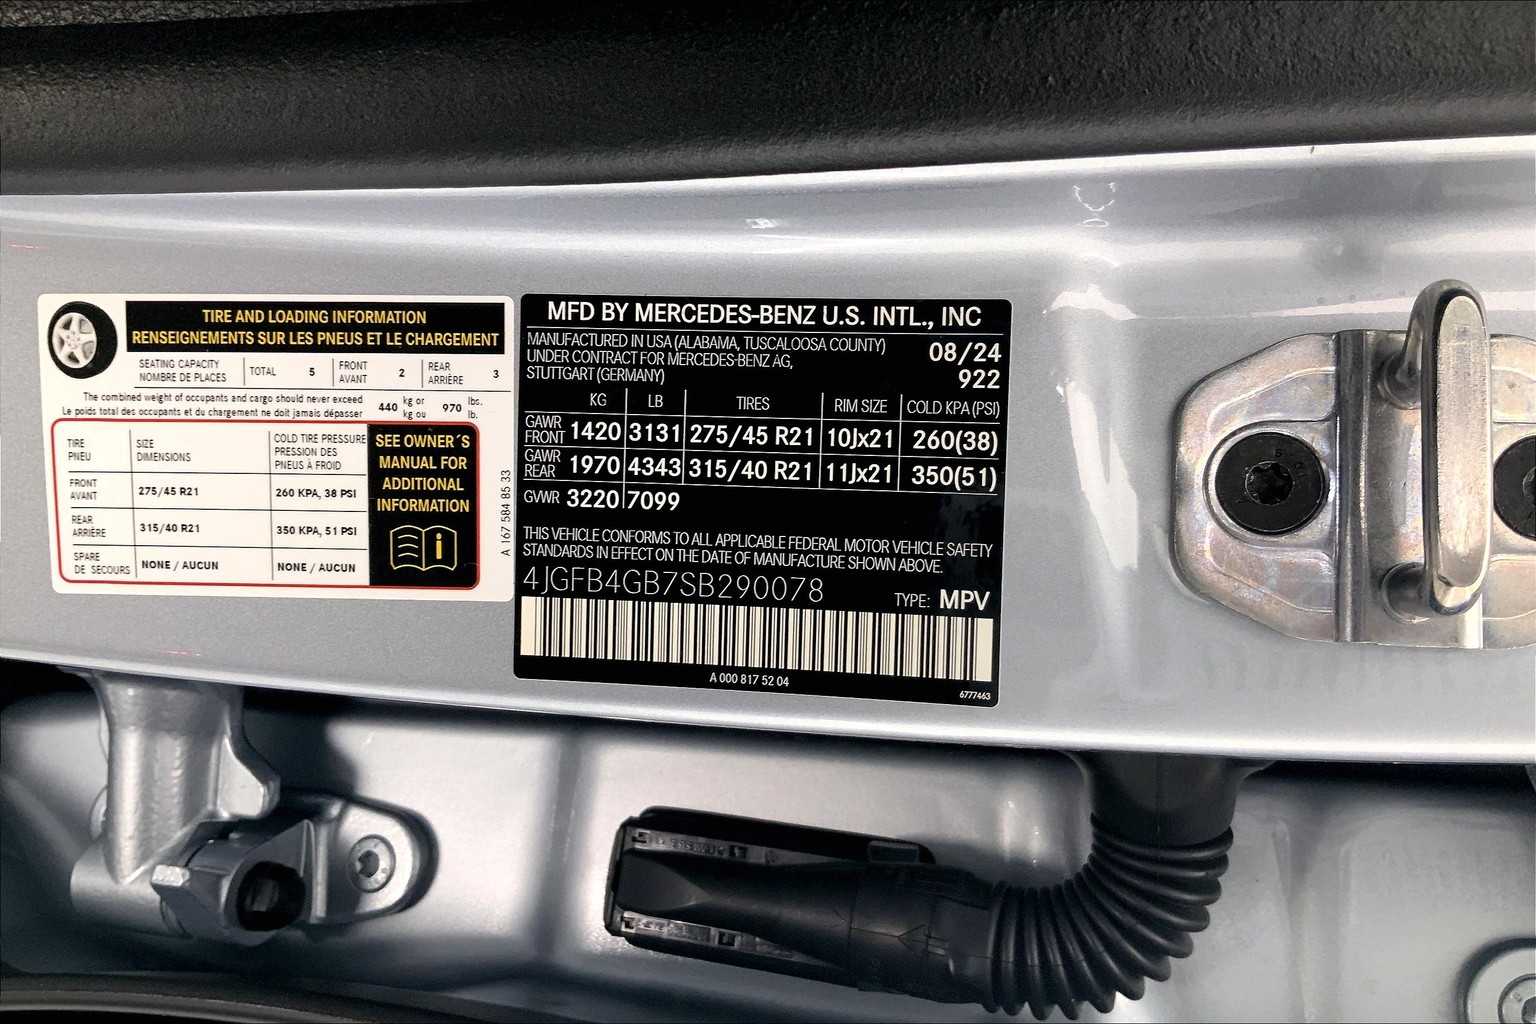 TIRE AND LOADING INFORMATION
RENSEIGNEMENTS SUR LES PNEUS ET LE CHARGEMENT
SEATING CAPACITY
NOMBRE DE PLACES
TOTAL 5
FRONT
AVANT
2
REAR
ARRIÈRE
3
The combined weight of occupants and cargo should never exceed
Le poids total des occupants et du chargement ne doit jamais dépasser
440 kg or
kg ou
970 lbs.
lb.
TIRE
PNEU
SIZE
DIMENSIONS
COLD TIRE PRESSURE
PRESSION DES
PNEUS À FROID
FRONT
AVANT
275/45 R21
260 KPA, 38 PSI
REAR
ARRIÈRE
315/40 R21
350 KPA, 51 PSI
SPARE
DE SECOURS
NONE / AUCUN
NONE / AUCUN
SEE OWNER´S
MANUAL FOR
ADDITIONAL
INFORMATION
A 167 584 85 33
MFD BY MERCEDES-BENZ U.S. INTL., INC
MANUFACTURED IN USA (ALABAMA, TUSCALOOSA COUNTY)
UNDER CONTRACT FOR MERCEDES-BENZ AG,
STUTTGART (GERMANY)
08/24
922
KG LB TIRES RIM SIZE COLD KPA (PSI)
GAWR
FRONT
1420 3131 275/45 R21 10Jx21 260(38)
GAWR
REAR
1970 4343 315/40 R21 11Jx21 350(51)
GVWR 3220 7099
THIS VEHICLE CONFORMS TO ALL APPLICABLE FEDERAL MOTOR VEHICLE SAFETY
STANDARDS IN EFFECT ON THE DATE OF MANUFACTURE SHOWN ABOVE.
4JGFB4GB7SB290078
TYPE: MPV
A 000 817 52 04
6777463